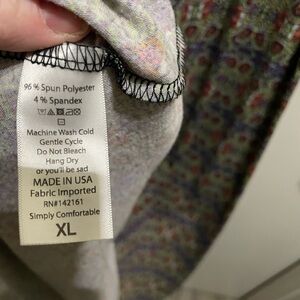 96% Spun Polyester
4% Spandex
Machine Wash Cold
Gentle Cycle
Do Not Bleach
Hang Dry
or you'll be sad
MADE IN USA
Fabric Imported
RN#142161
Simply Comfortable
XL